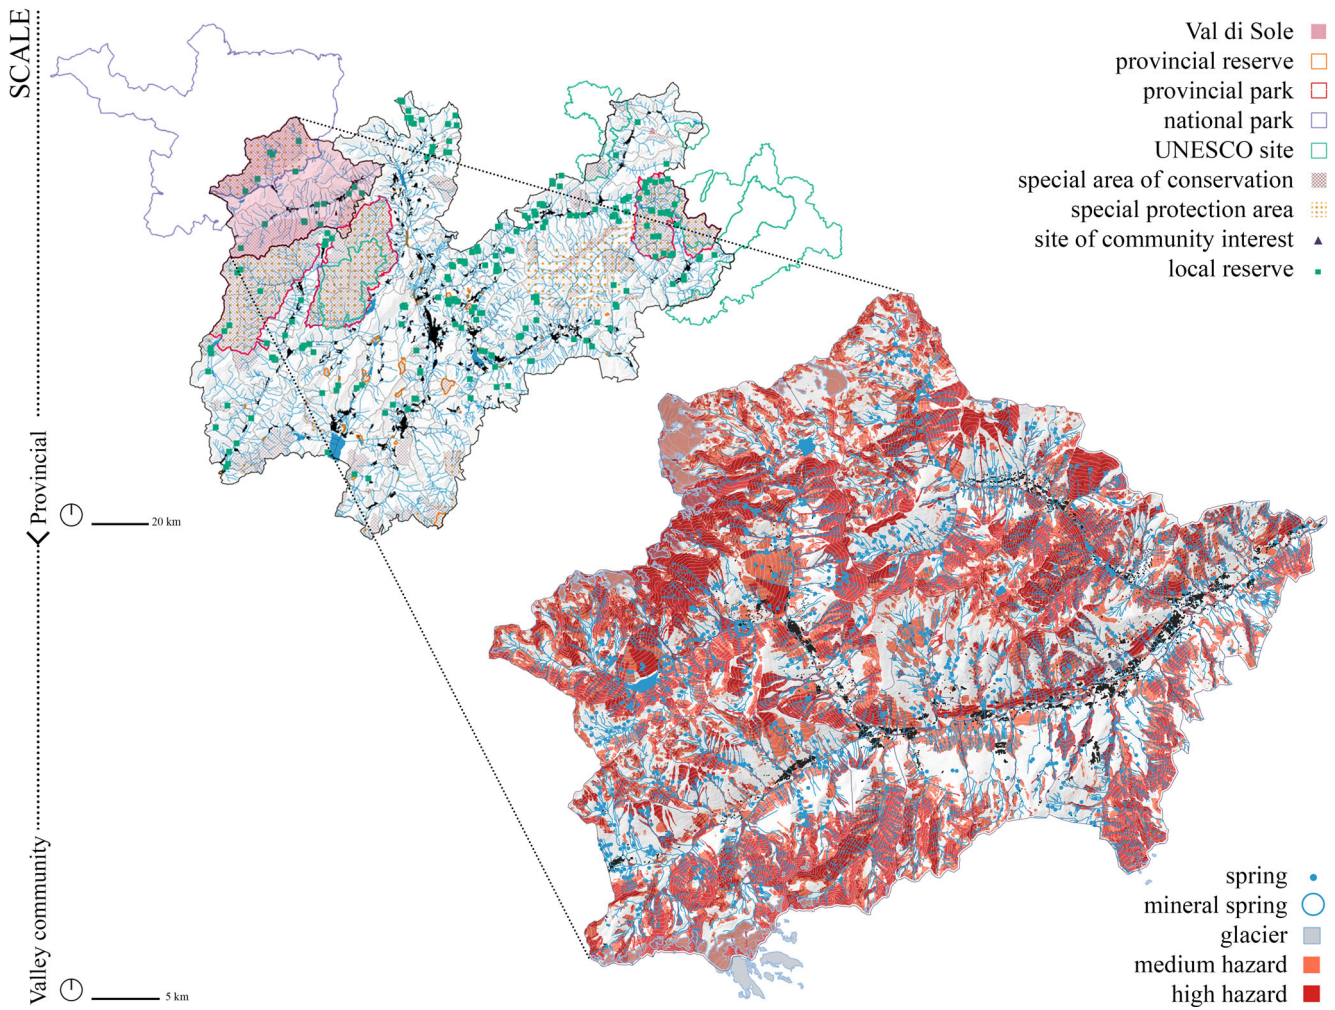 SCALE
Provincial
Valley community
20 km
5 km
Val di Sole
provincial reserve
provincial park
national park
UNESCO site
special area of conservation
special protection area
site of community interest
local reserve
spring
mineral spring
glacier
medium hazard
high hazard